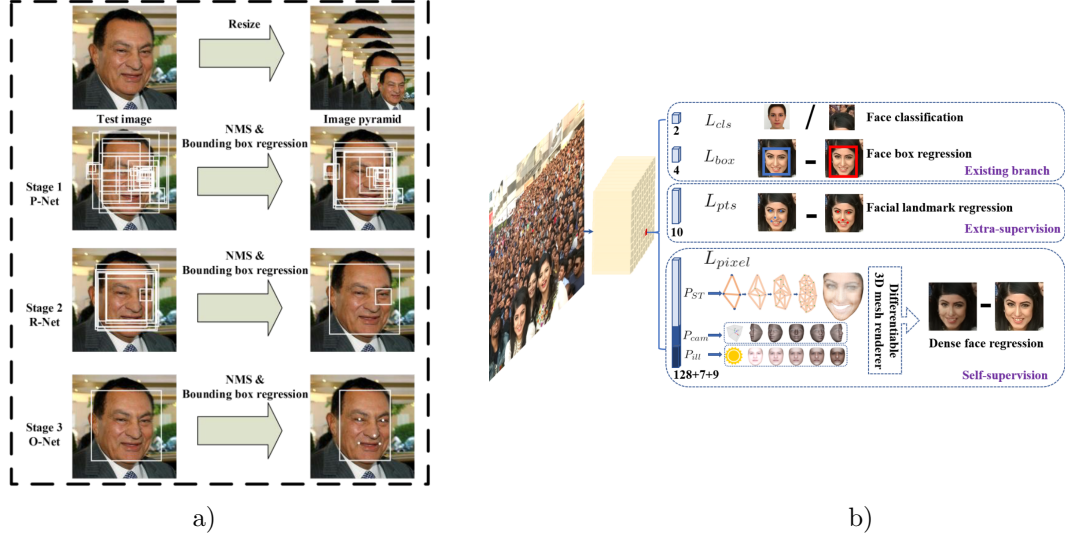 Resize
Test image
Image pyramid
NMS &
Bounding box regression
Stage 1
P-Net
NMS &
Bounding box regression
Stage 2
R-Net
NMS &
Bounding box regression
Stage 3
O-Net
a)
2
L_cls
/
Face classification
4
L_box
-
Face box regression
Existing branch
10
L_pts
-
Facial landmark regression
Extra-supervision
L_pixel
P_ST
P_cam
P_ill
128+7+9
Differentiable
3D mesh renderer
-
Dense face regression
Self-supervision
b)